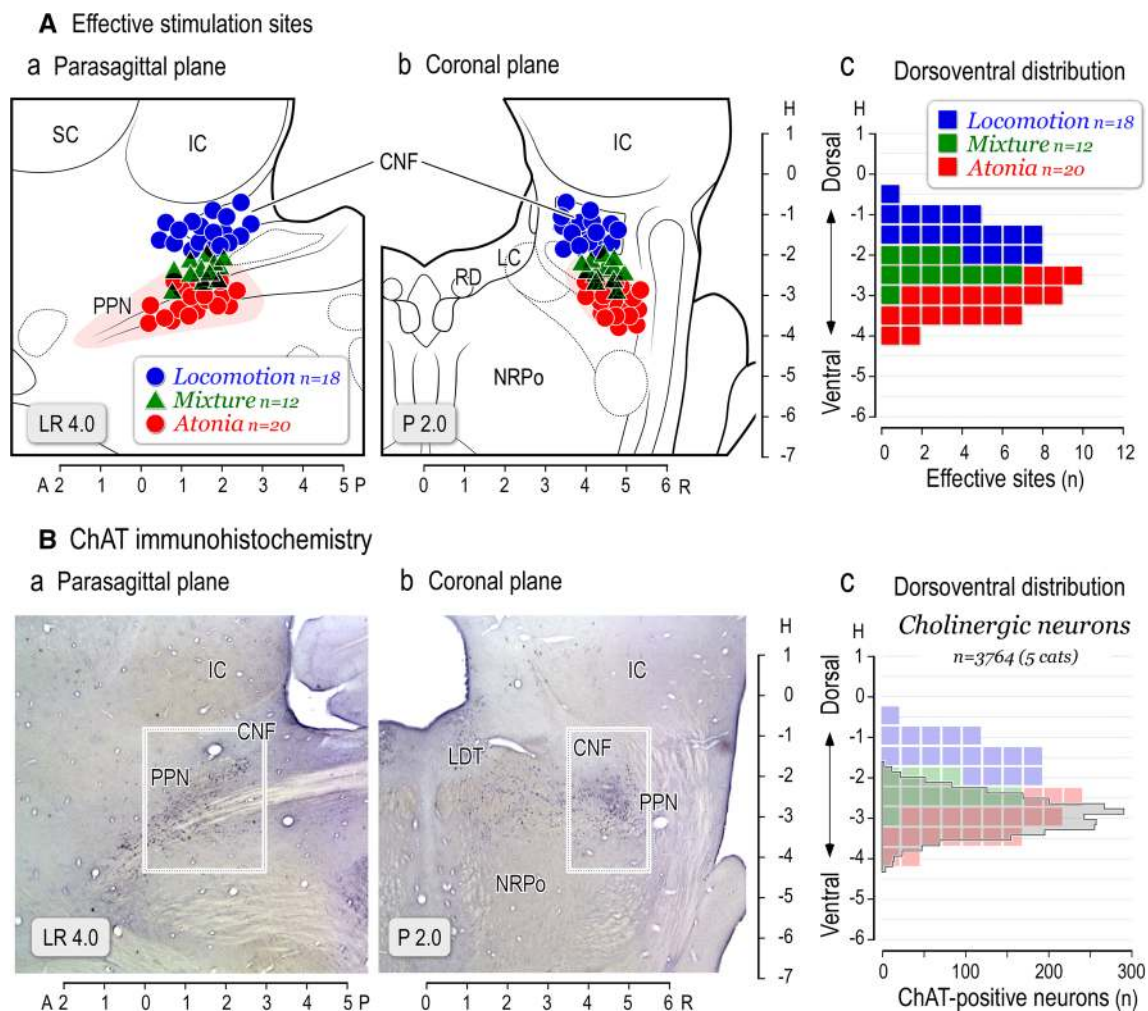 A Effective stimulation sites
a Parasagittal plane
b Coronal plane
c Dorsoventral distribution
SC
IC
CNF
PPN
Locomotion n=18
Mixture n=12
Atonia n=20
LR 4.0
A 2 1 0 1 2 3 4 5 P
IC
LC
RD
NRPo
P 2.0
0 1 2 3 4 5 6 R
H
1
0
-1
-2
-3
-4
-5
-6
-7
H
1
0
-1
-2
-3
-4
-5
-6
Dorsal
Ventral
Locomotion n=18
Mixture n=12
Atonia n=20
0 2 4 6 8 10 12
Effective sites (n)
B ChAT immunohistochemistry
a Parasagittal plane
b Coronal plane
c Dorsoventral distribution
IC
CNF
PPN
LR 4.0
A 2 1 0 1 2 3 4 5 P
IC
LDT
CNF
PPN
NRPo
P 2.0
0 1 2 3 4 5 6 R
H
1
0
-1
-2
-3
-4
-5
-6
-7
H
Cholinergic neurons
n=3764 (5 cats)
1
0
-1
-2
-3
-4
-5
-6
Dorsal
Ventral
0 100 200 300
ChAT-positive neurons (n)